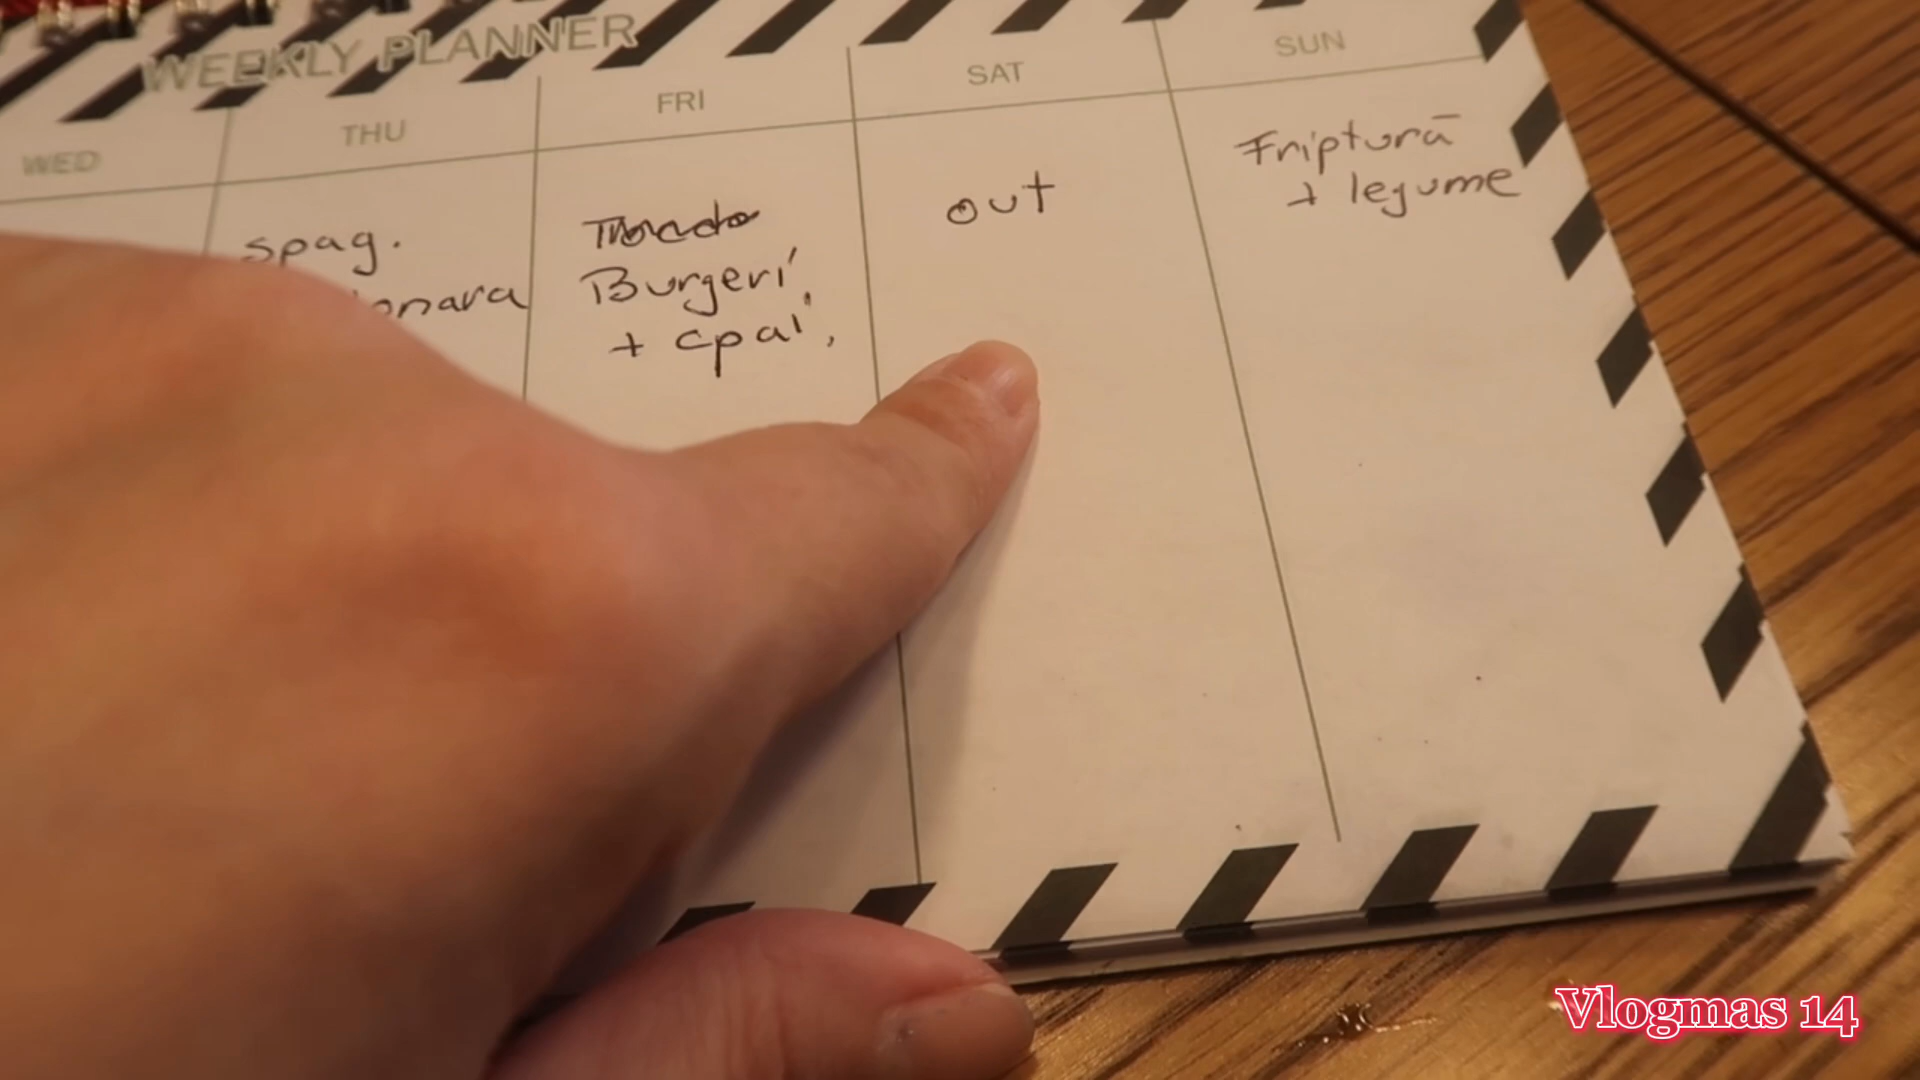 WEEKLY PLANNER
WED
THU
FRI
SAT
SUN
spag.
onara
Burgeri
+ cpai,
out
Friptură
+ legume
Vlogmas 14